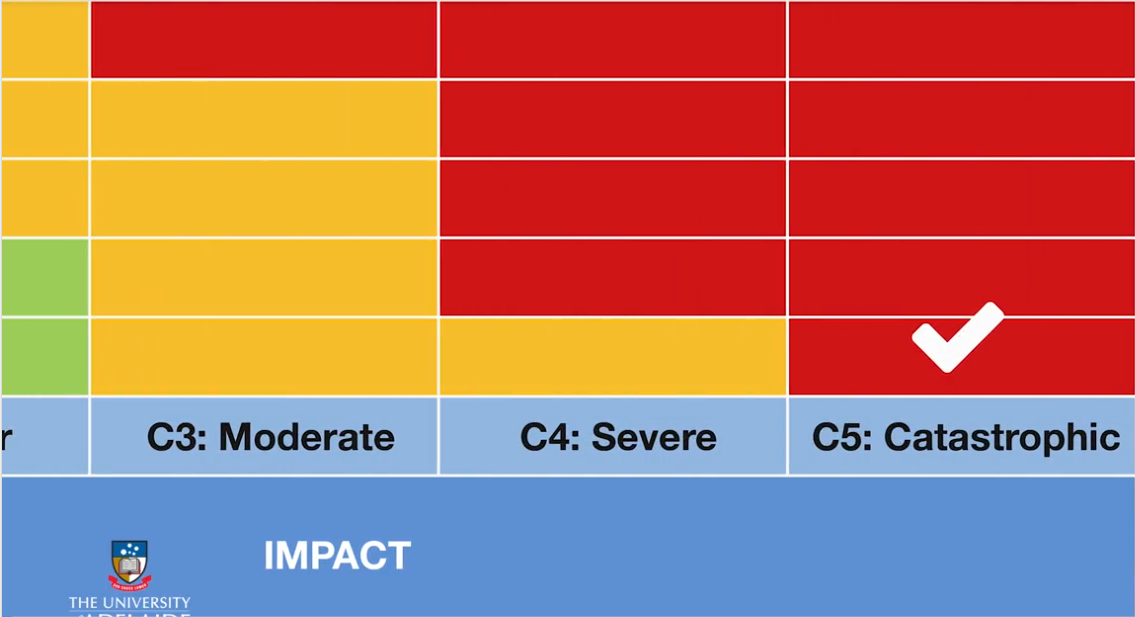 C3: Moderate
C4: Severe
C5: Catastrophic
IMPACT
THE UNIVERSITY